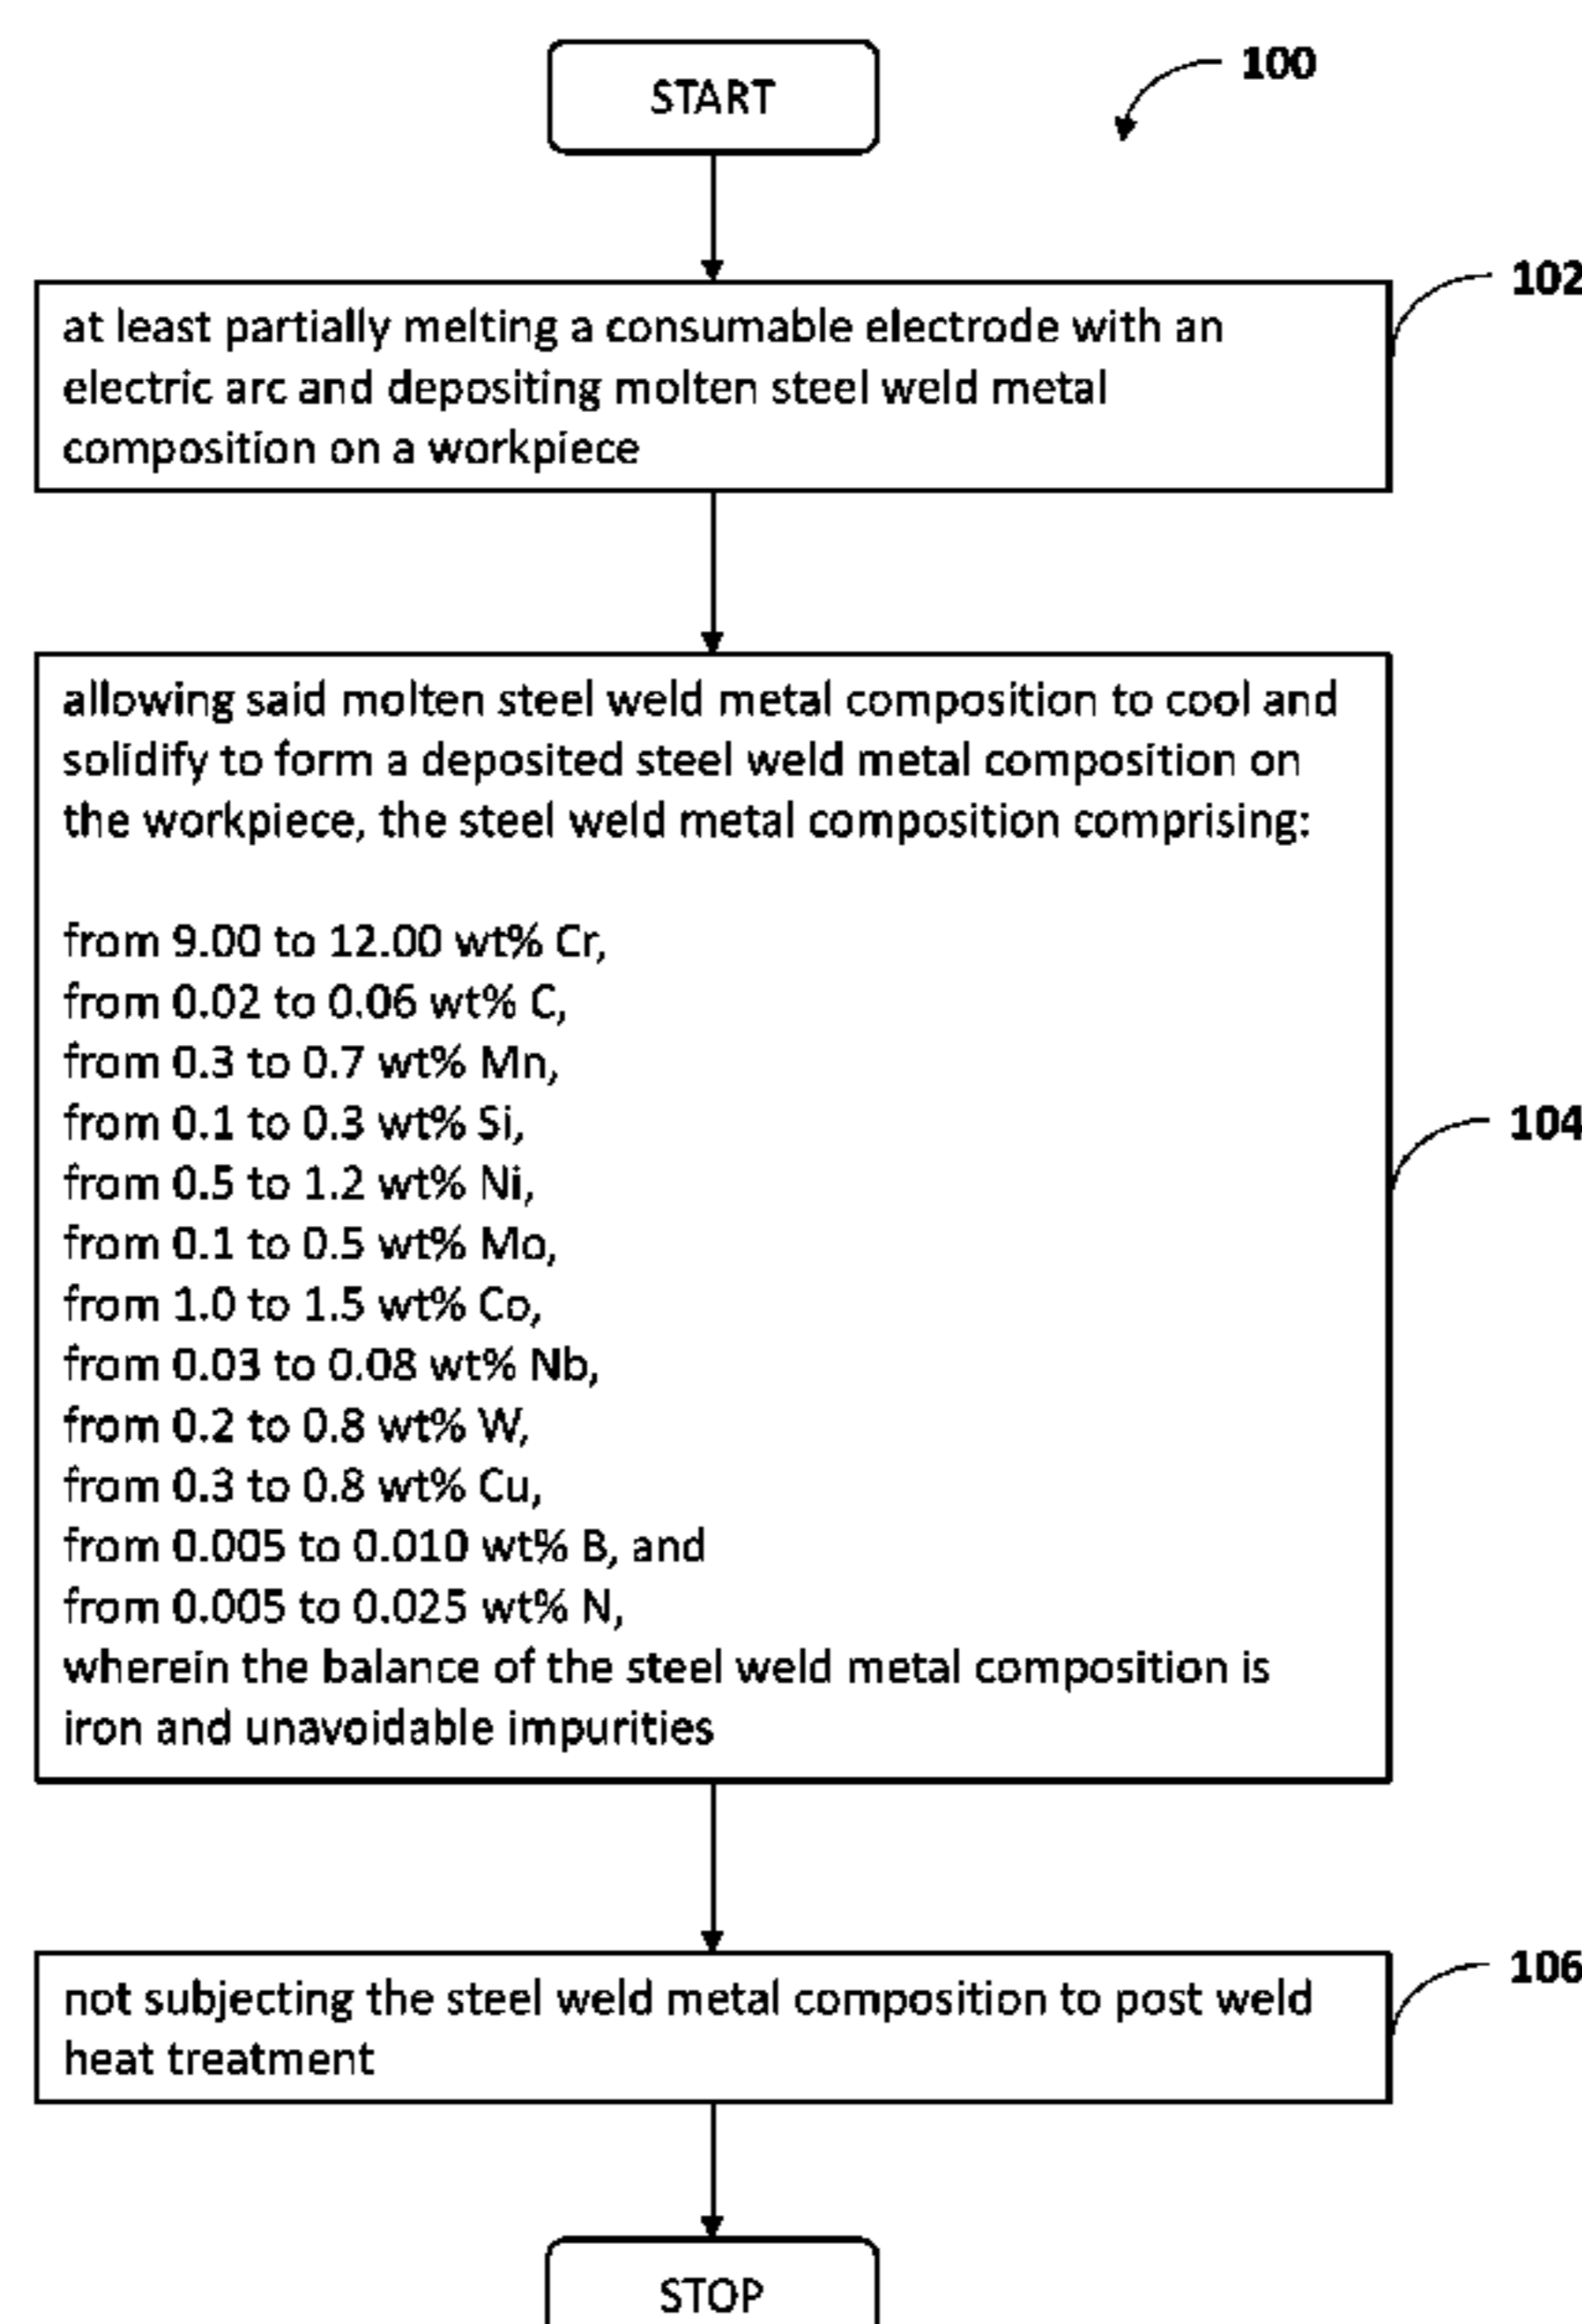 START
100
102
at least partially melting a consumable electrode with an
electric arc and depositing molten steel weld metal
composition on a workpiece
allowing said molten steel weld metal composition to cool and
solidify to form a deposited steel weld metal composition on
the workpiece, the steel weld metal composition comprising:
from 9.00 to 12.00 wt% Cr,
from 0.02 to 0.06 wt% C,
from 0.3 to 0.7 wt% Mn,
from 0.1 to 0.3 wt% Si,
104
from 0.5 to 1.2 wt% Ni,
from 0.1 to 0.5 wt% Mo,
from 1.0 to 1.5 wt% Co,
from 0.03 to 0.08 wt% Nb,
from 0.2 to 0.8 wt% W,
from 0.3 to 0.8 wt% Cu,
from 0.005 to 0.010 wt% B, and
from 0.005 to 0.025 wt% N,
wherein the balance of the steel weld metal composition is
iron and unavoidable impurities
106
not subjecting the steel weld metal composition to post weld
heat treatment
STOP